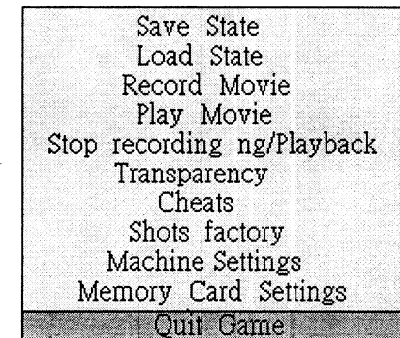 Save State
Load State
Record Movie
Play Movie
Stop recording ng/Playback
Transparency
Cheats
Shots factory
Machine Settings
Memory Card Settings
Quit Game